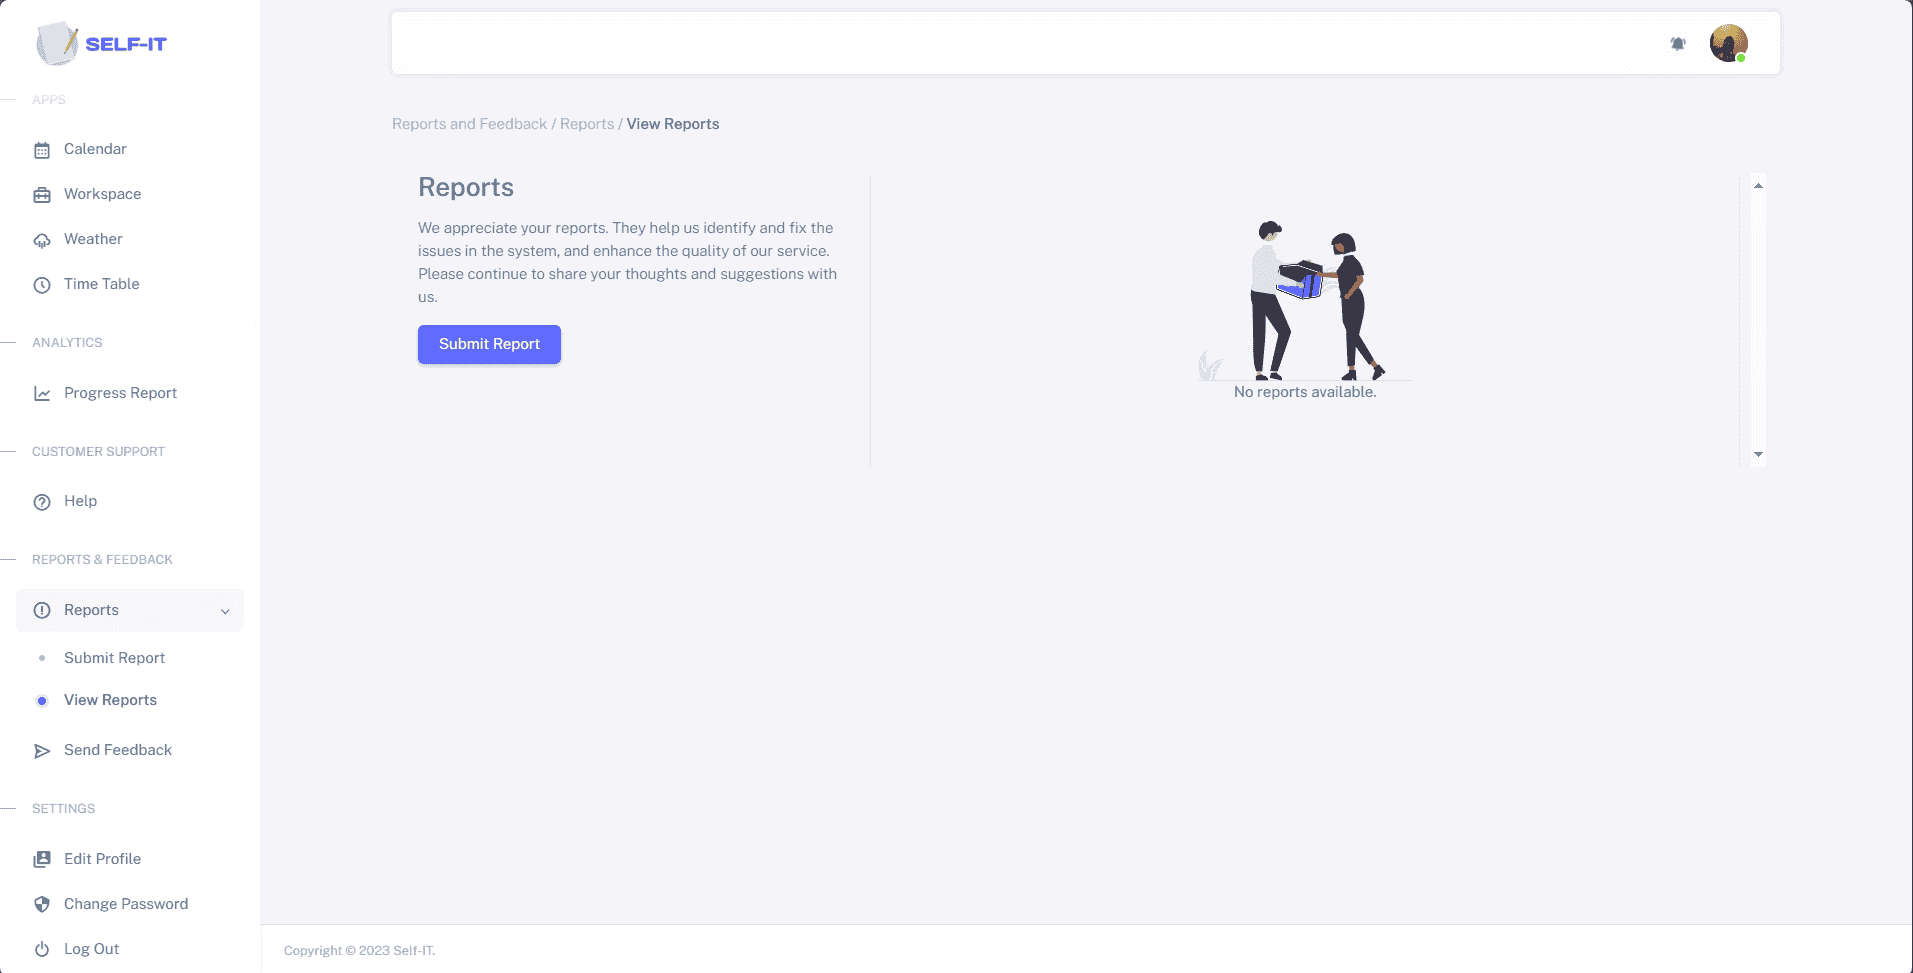 SELF-IT
APPS
Calendar
Workspace
Weather
Time Table
ANALYTICS
Progress Report
CUSTOMER SUPPORT
Help
REPORTS & FEEDBACK
Reports
Submit Report
View Reports
Send Feedback
SETTINGS
Edit Profile
Change Password
Log Out
Reports and Feedback / Reports / View Reports
Reports
We appreciate your reports. They help us identify and fix the
issues in the system, and enhance the quality of our service.
Please continue to share your thoughts and suggestions with
us.
Submit Report
No reports available.
Copyright © 2023 Self-IT.